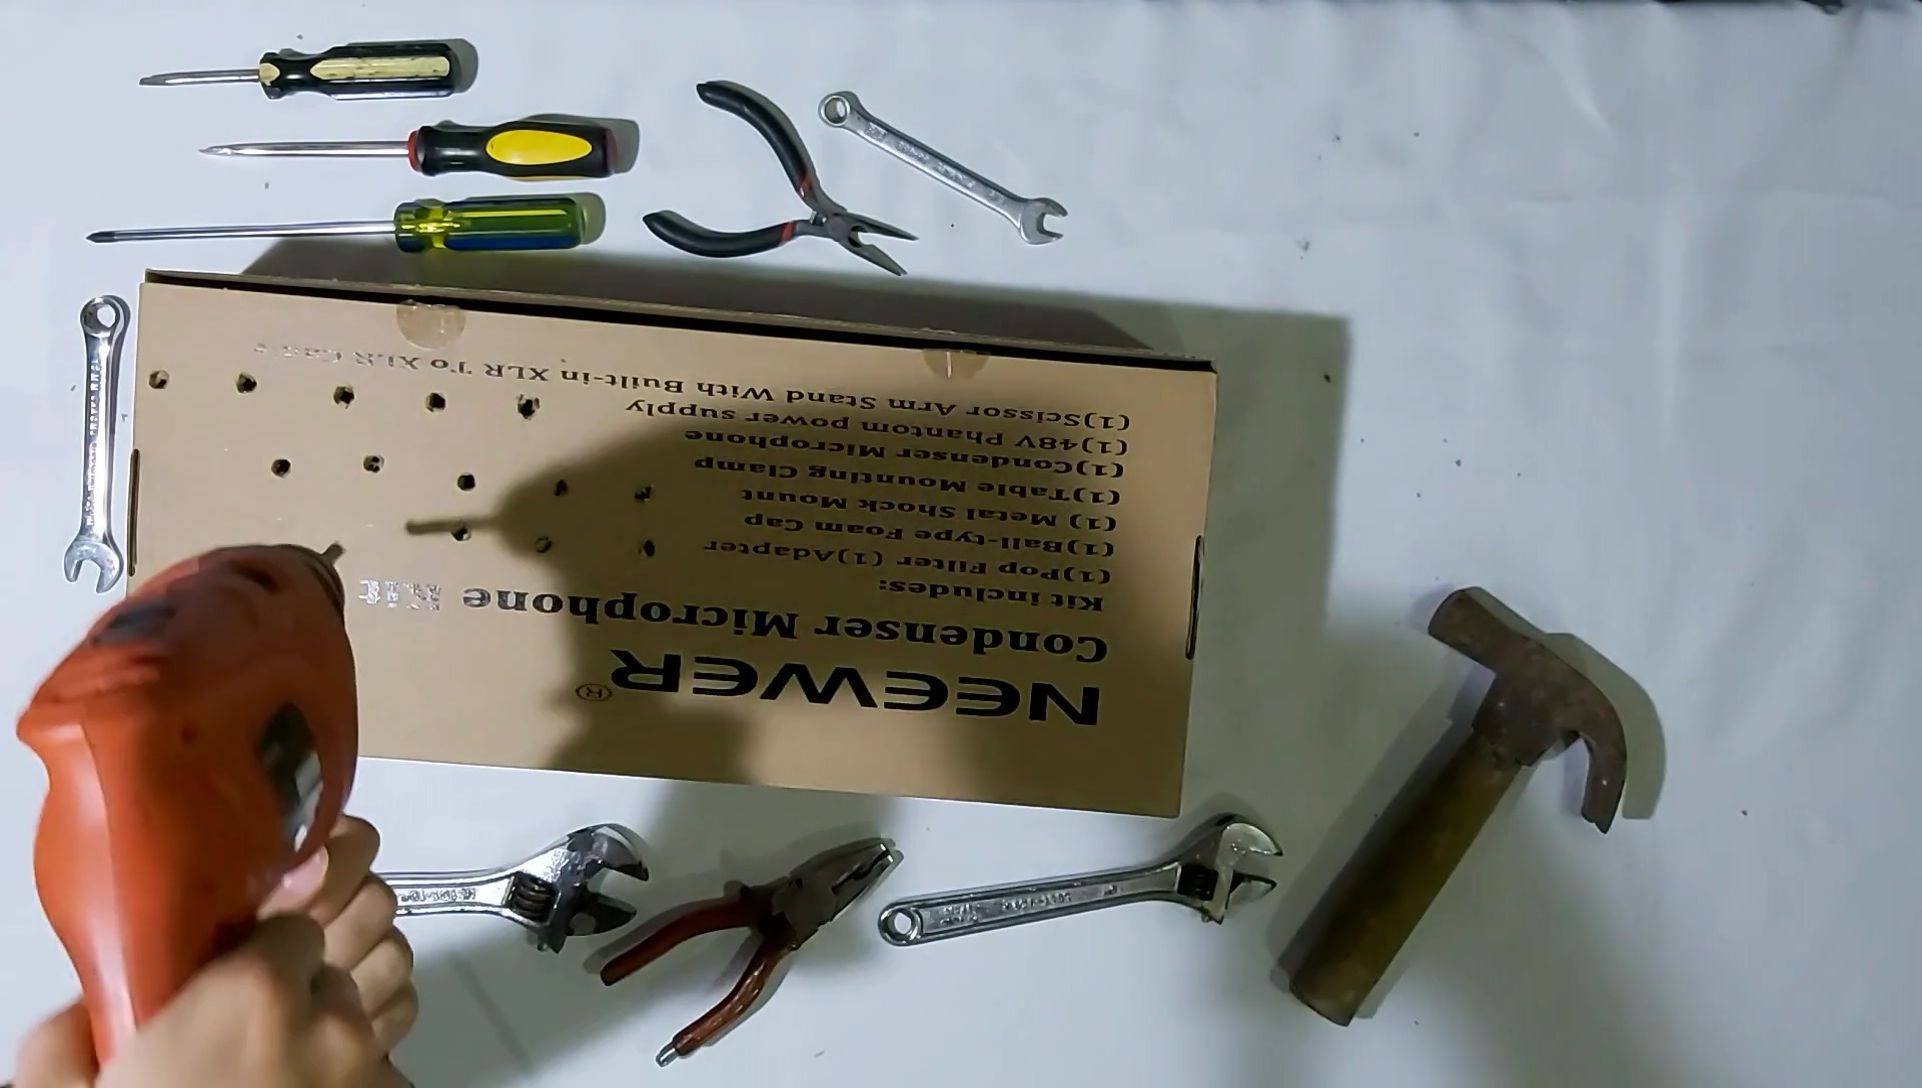 NEEWER®
Condenser Microphone Kit
Kit includes:
(1)Pop Filter (1)Adapter
(1)Ball-type Foam Cap
(1) Metal Shock Mount
(1)Table Mounting Clamp
(1)Condenser Microphone
(1)48V Phantom power supply
(1)Scissor Arm Stand With Built-in XLR To XLR Cable